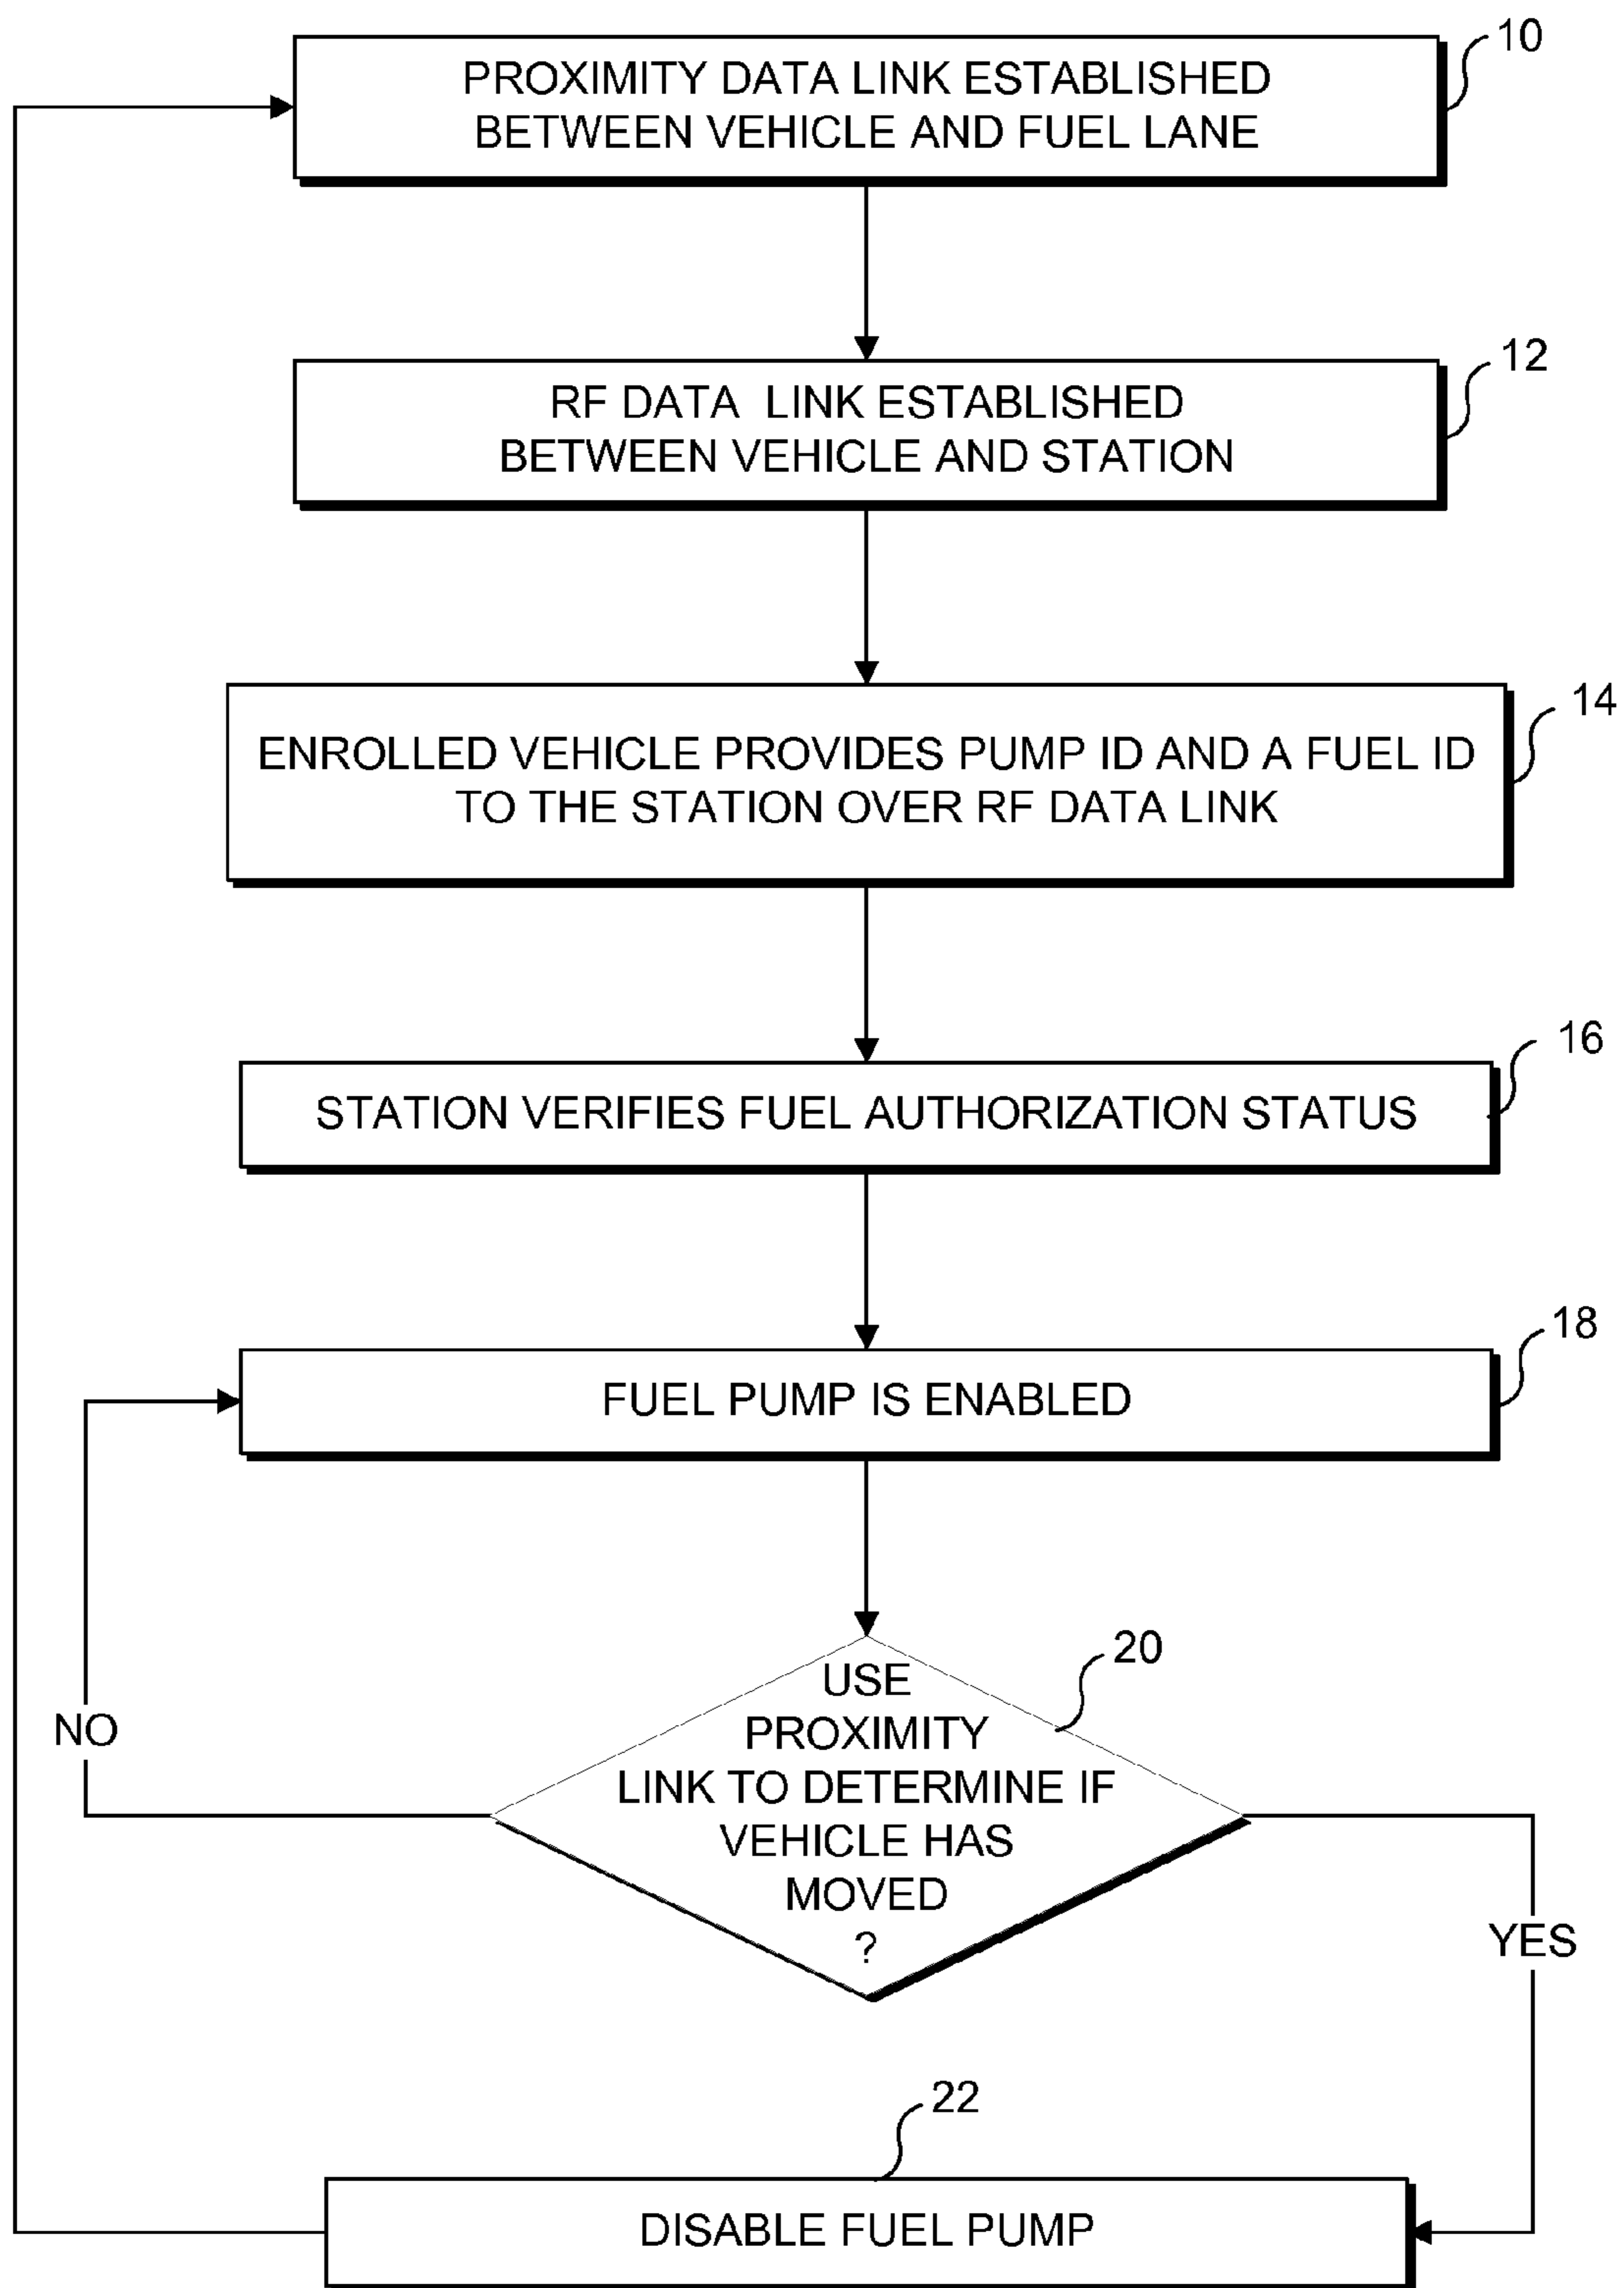 10
PROXIMITY DATA LINK ESTABLISHED
BETWEEN VEHICLE AND FUEL LANE
12
RF DATA LINK ESTABLISHED
BETWEEN VEHICLE AND STATION
14
ENROLLED VEHICLE PROVIDES PUMP ID AND A FUEL ID
TO THE STATION OVER RF DATA LINK
16
STATION VERIFIES FUEL AUTHORIZATION STATUS
18
FUEL PUMP IS ENABLED
20
USE
PROXIMITY
LINK TO DETERMINE IF
VEHICLE HAS
MOVED
?
NO
YES
22
DISABLE FUEL PUMP